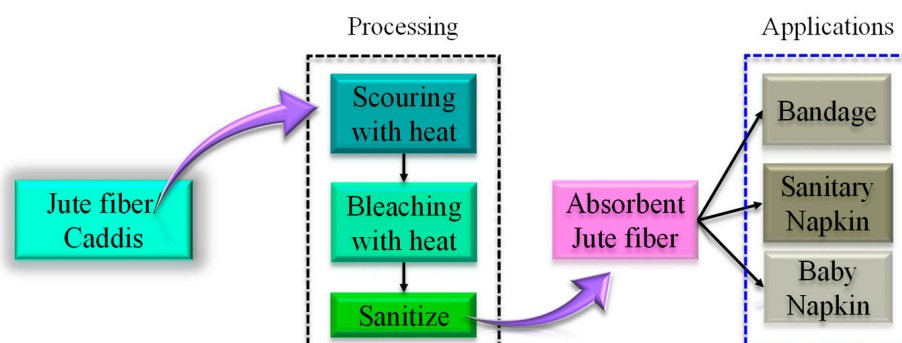 Processing
Applications
Scouring
with heat
Bandage
Jute fiber/
Caddis
Bleaching
with heat
Absorbent
Jute fiber
Sanitary
Napkin
Sanitize
Baby
Napkin